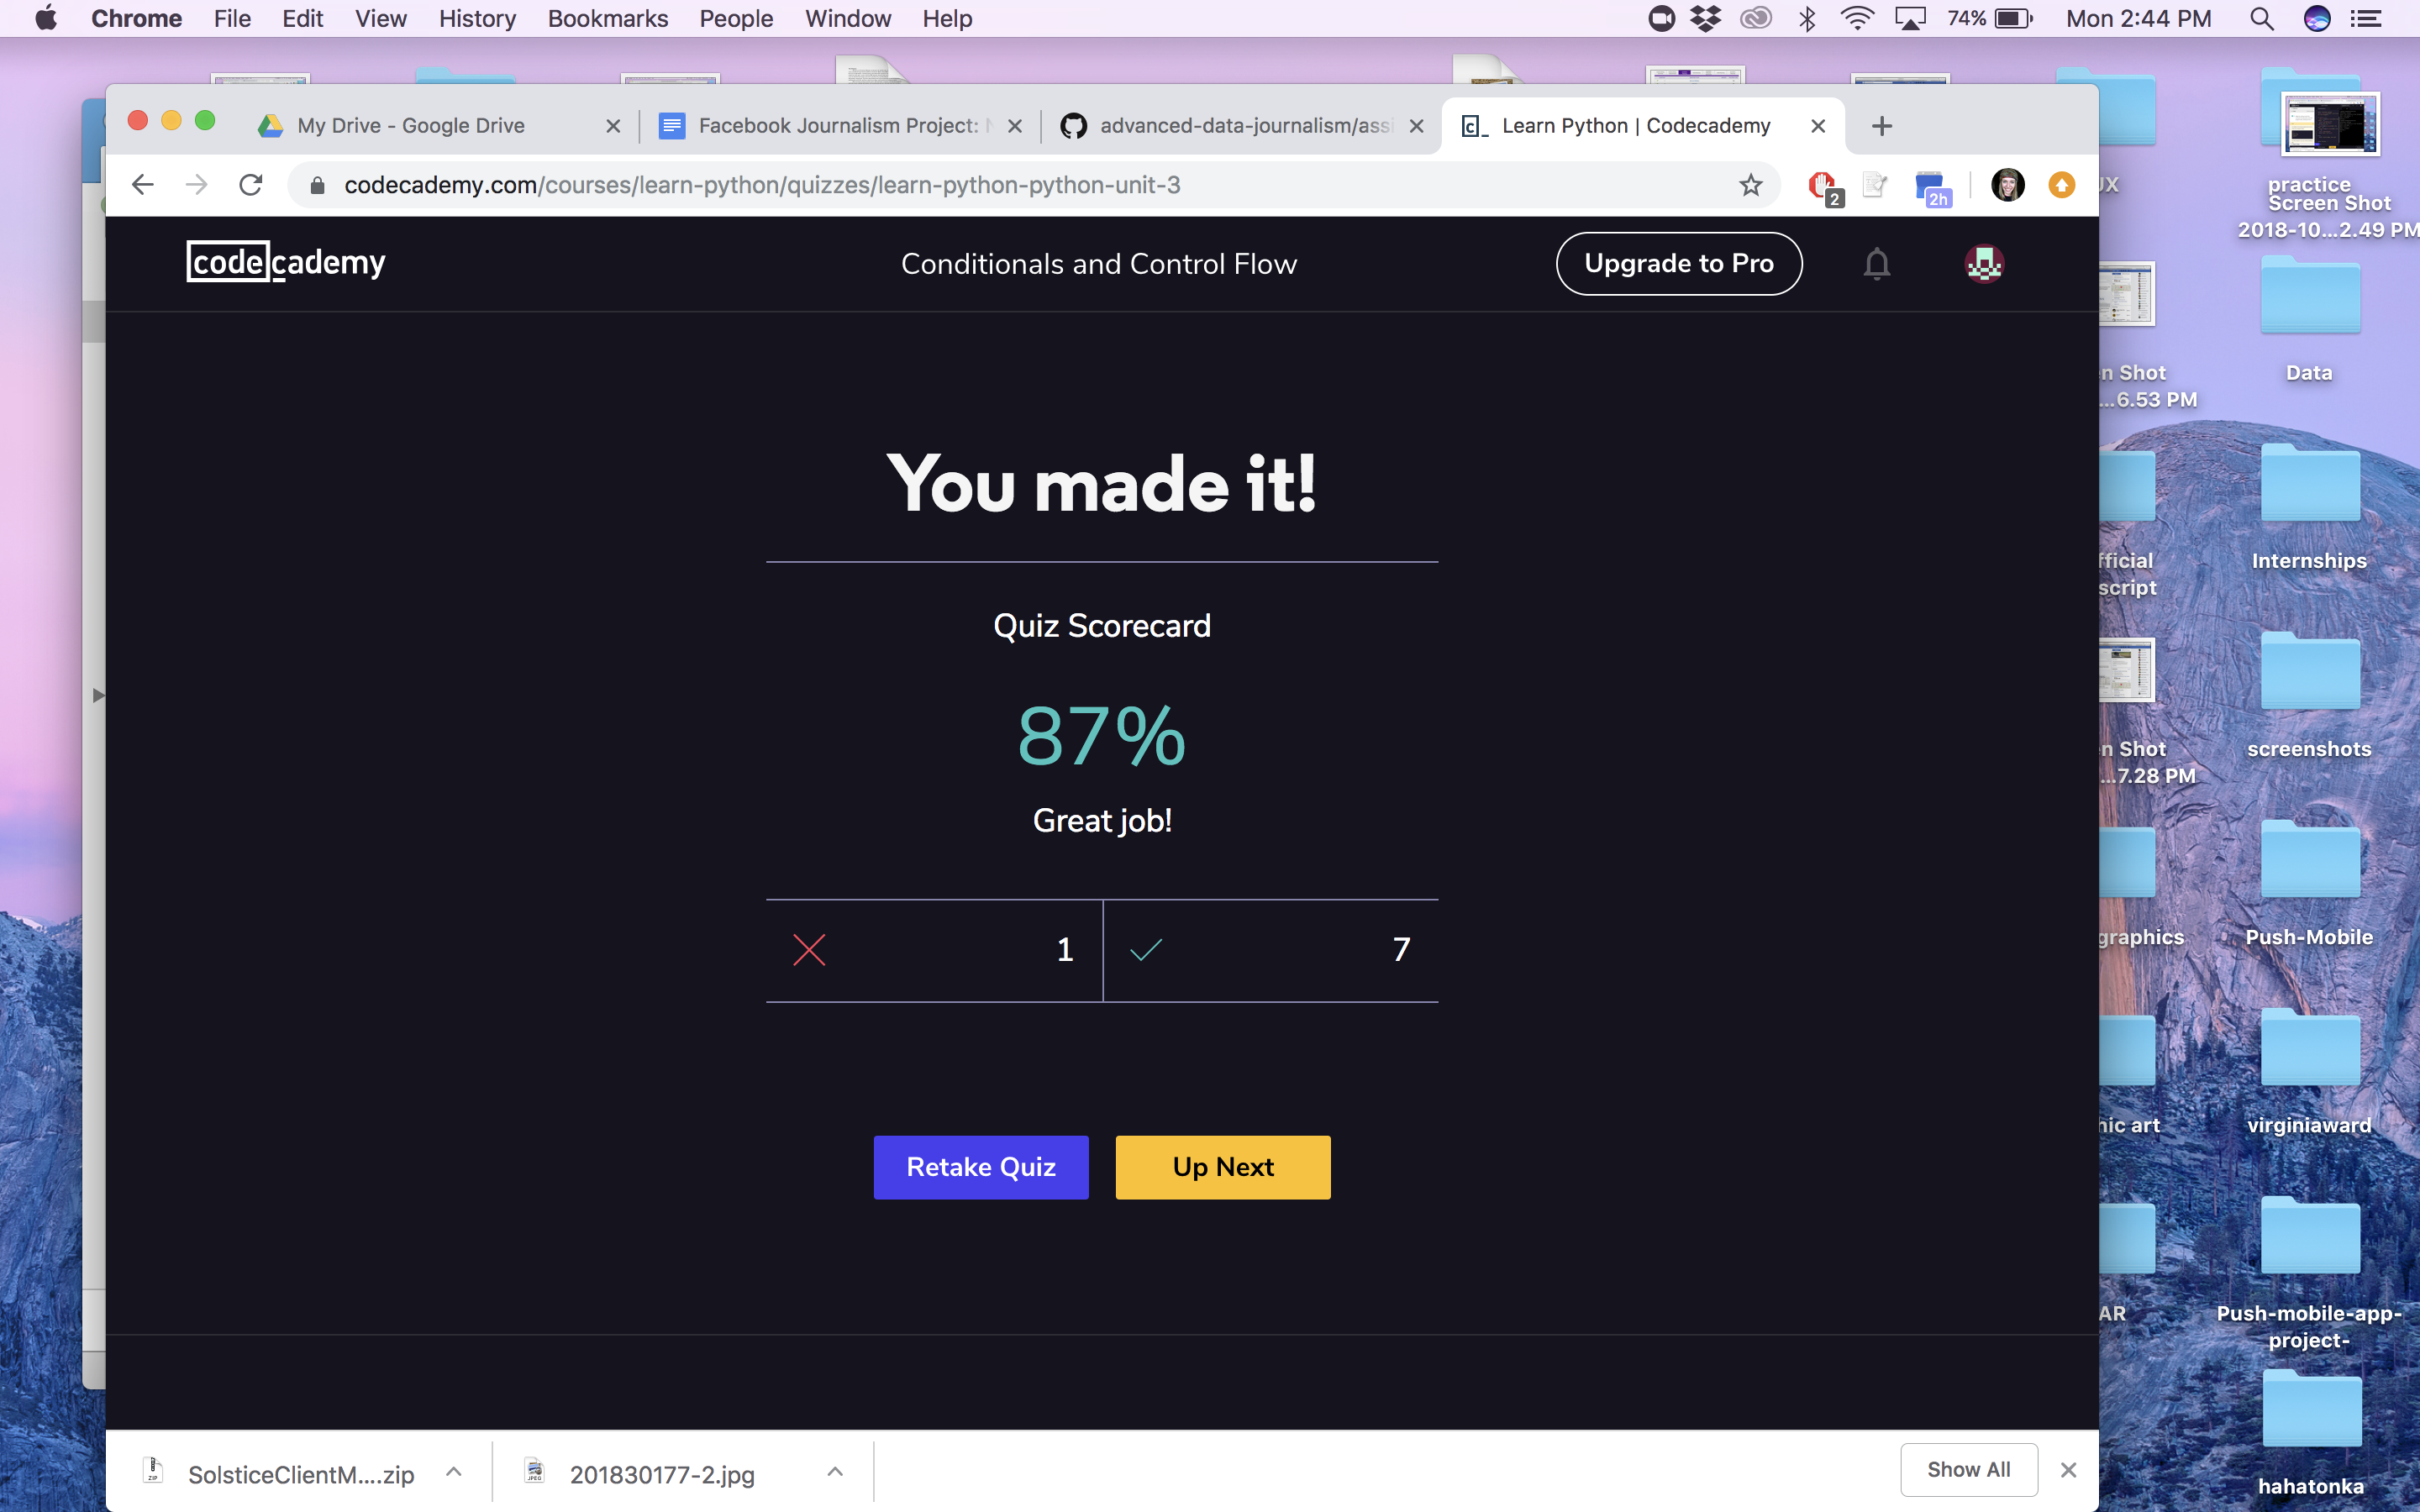 Chrome File Edit View History Bookmarks People Window Help 74% Mon 2:44 PM
My Drive - Google Drive
Facebook Journalism Project:
advanced-data-journalism/assi
Learn Python | Codecademy
codecademy.com/courses/learn-python/quizzes/learn-python-python-unit-3
2
2h
codecademy
Conditionals and Control Flow
Upgrade to Pro
You made it!
Quiz Scorecard
87%
Great job!
1
7
Retake Quiz
Up Next
SolsticeClientM....zip
201830177-2.jpg
Show All
UX
practice
Screen Shot
2018-10...2.49 PM
n Shot
...6.53 PM
Data
fficial
script
Internships
n Shot
...7.28 PM
screenshots
graphics
Push-Mobile
hic art
virginiaward
AR
Push-mobile-app-
project-
hahatonka